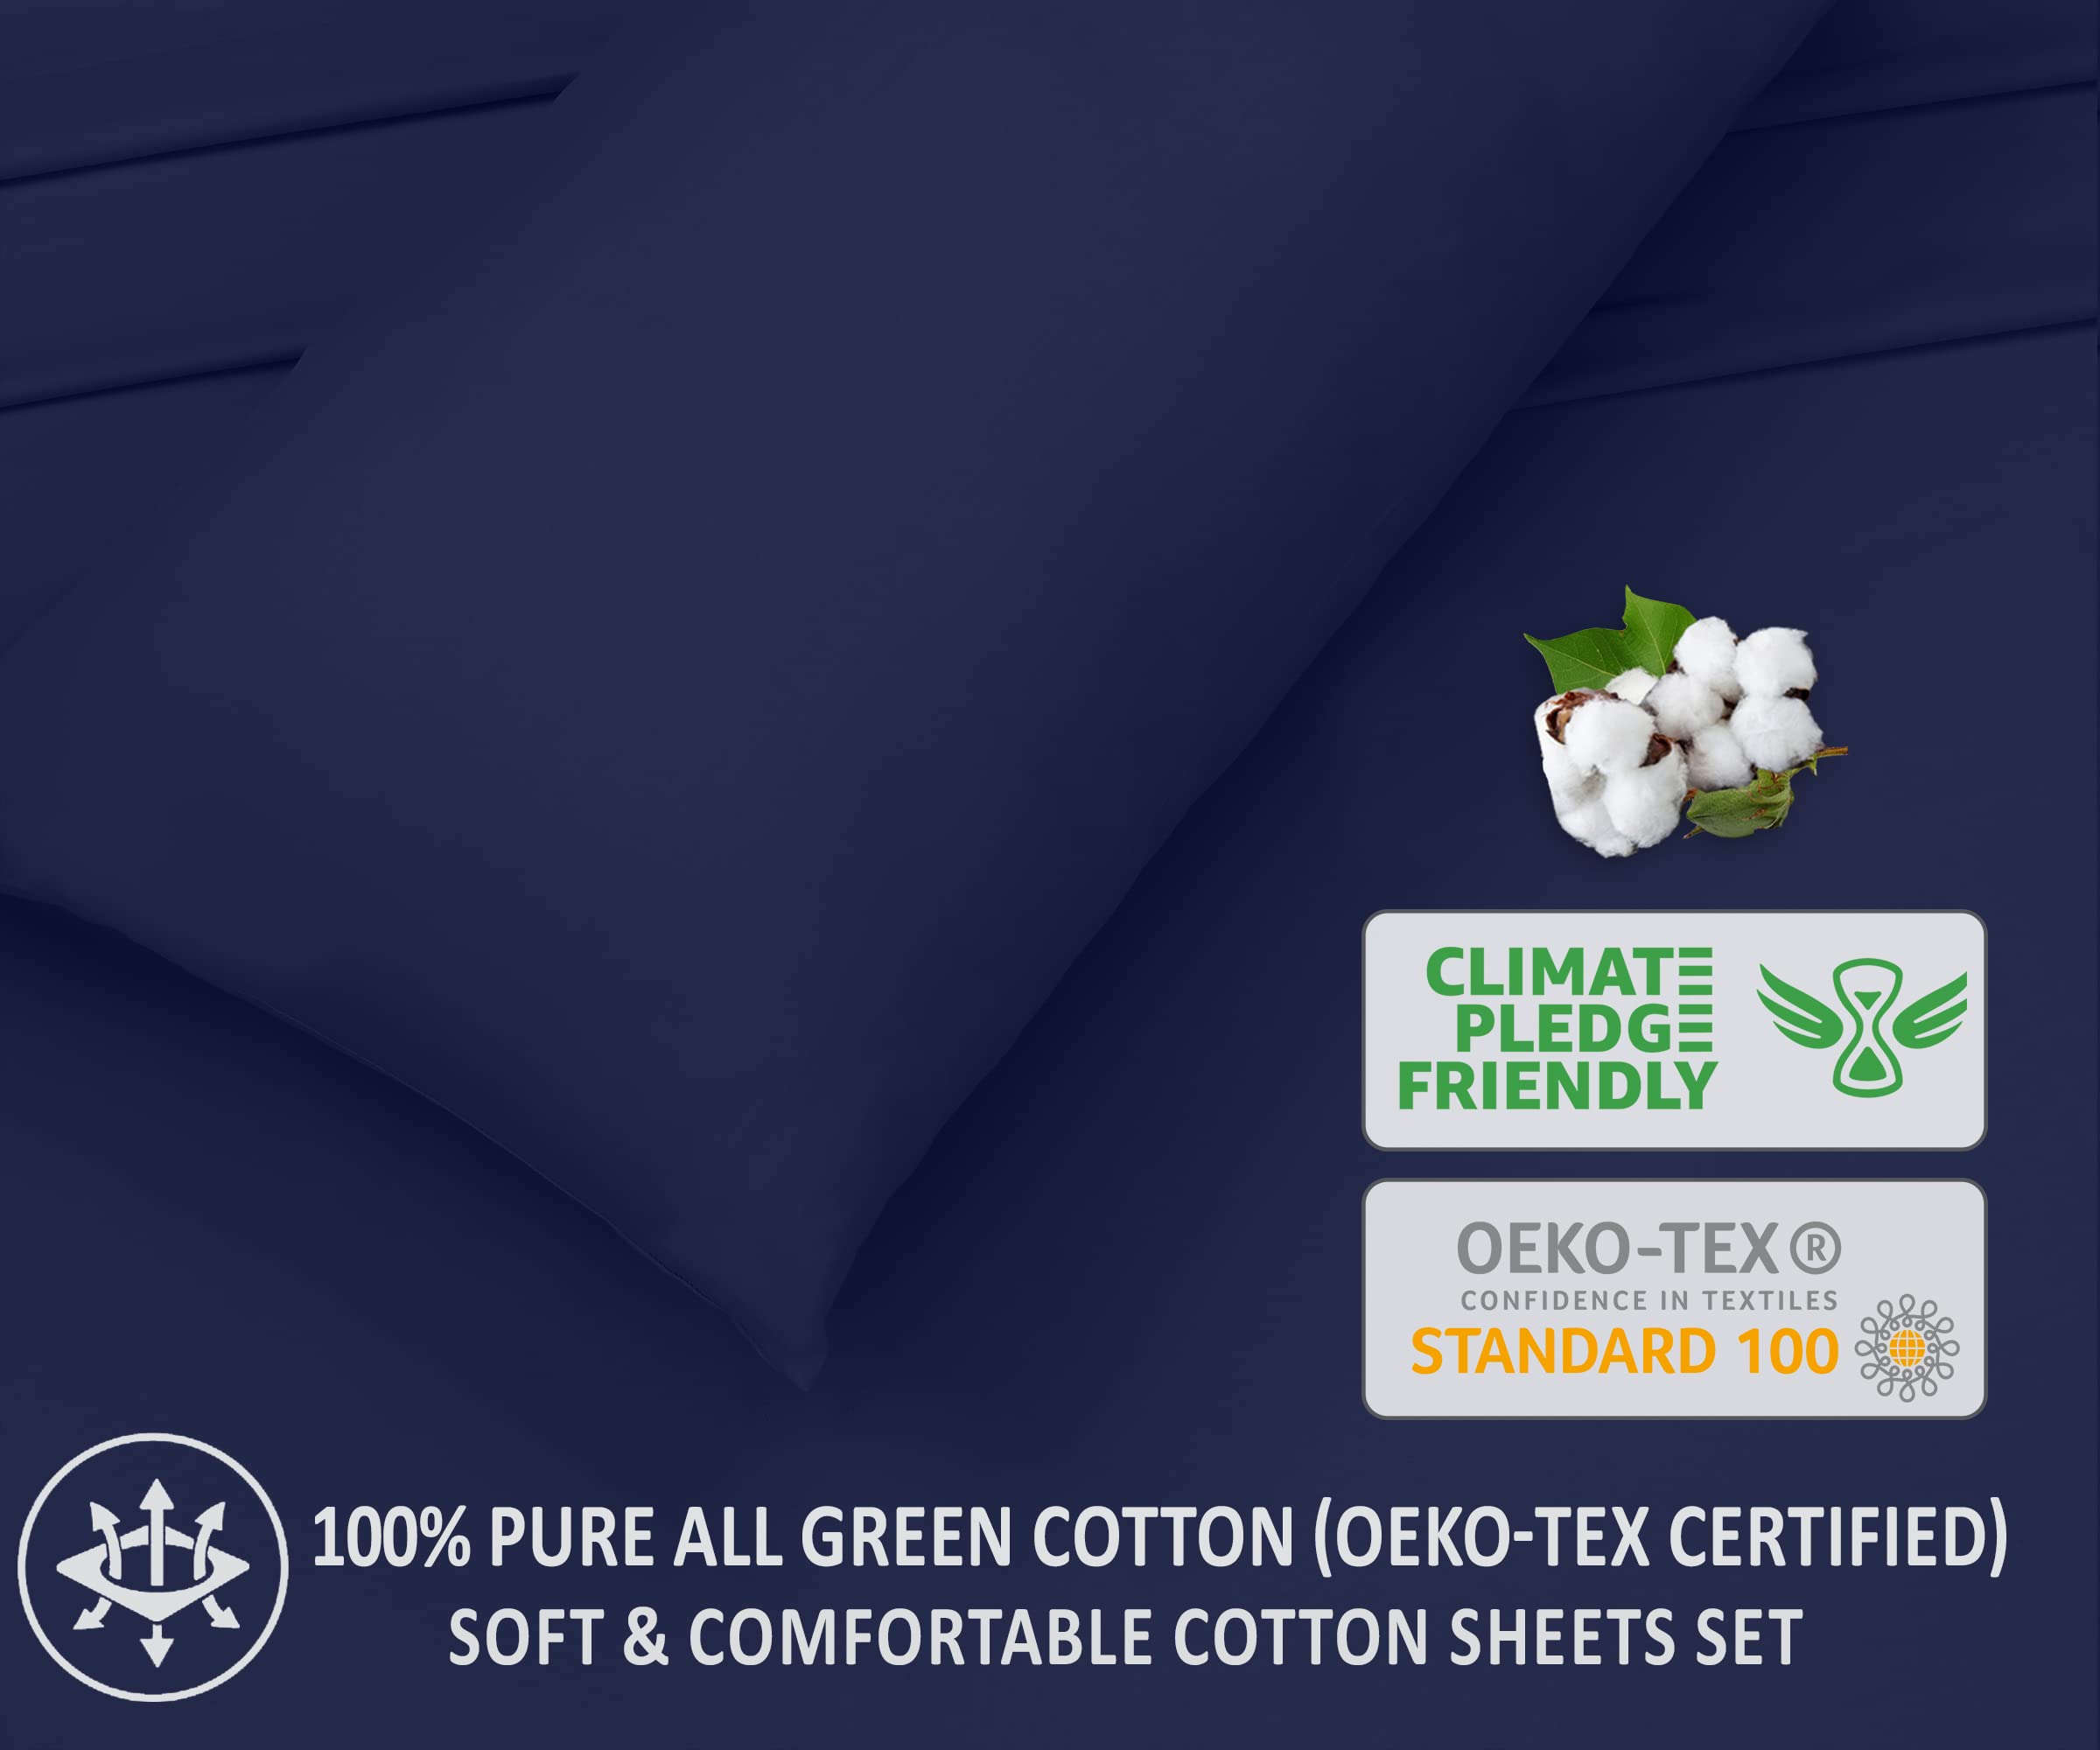 CLIMATE
PLEDGE
FRIENDLY
OEKO-TEX®
CONFIDENCE IN TEXTILES
STANDARD 100
100% PURE ALL GREEN COTTON (OEKO-TEX CERTIFIED)
SOFT & COMFORTABLE COTTON SHEETS SET